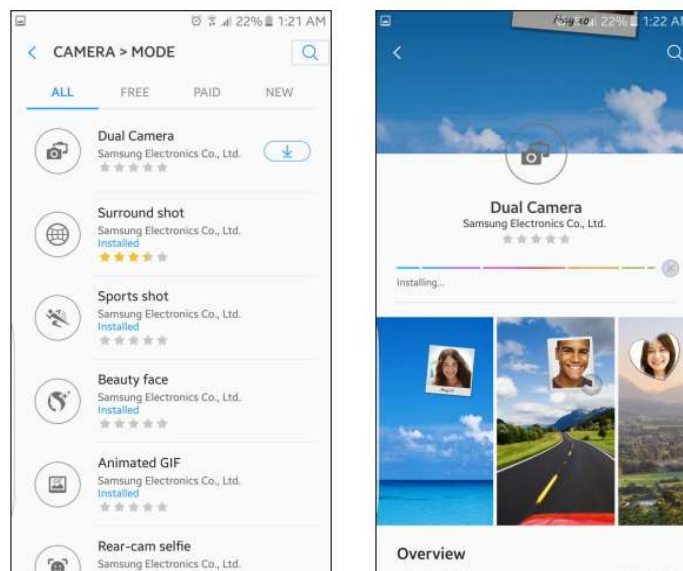 22% 1:21 AM
CAMERA > MODE
ALL FREE PAID NEW
Dual Camera
Samsung Electronics Co., Ltd.
Surround shot
Samsung Electronics Co., Ltd.
Installed
Sports shot
Samsung Electronics Co., Ltd.
Installed
Beauty face
Samsung Electronics Co., Ltd.
Installed
Animated GIF
Samsung Electronics Co., Ltd.
Installed
Rear-cam selfie
Samsung Electronics Co., Ltd.
22% 1:22 AM
Dual Camera
Samsung Electronics Co., Ltd.
Installing...
Overview